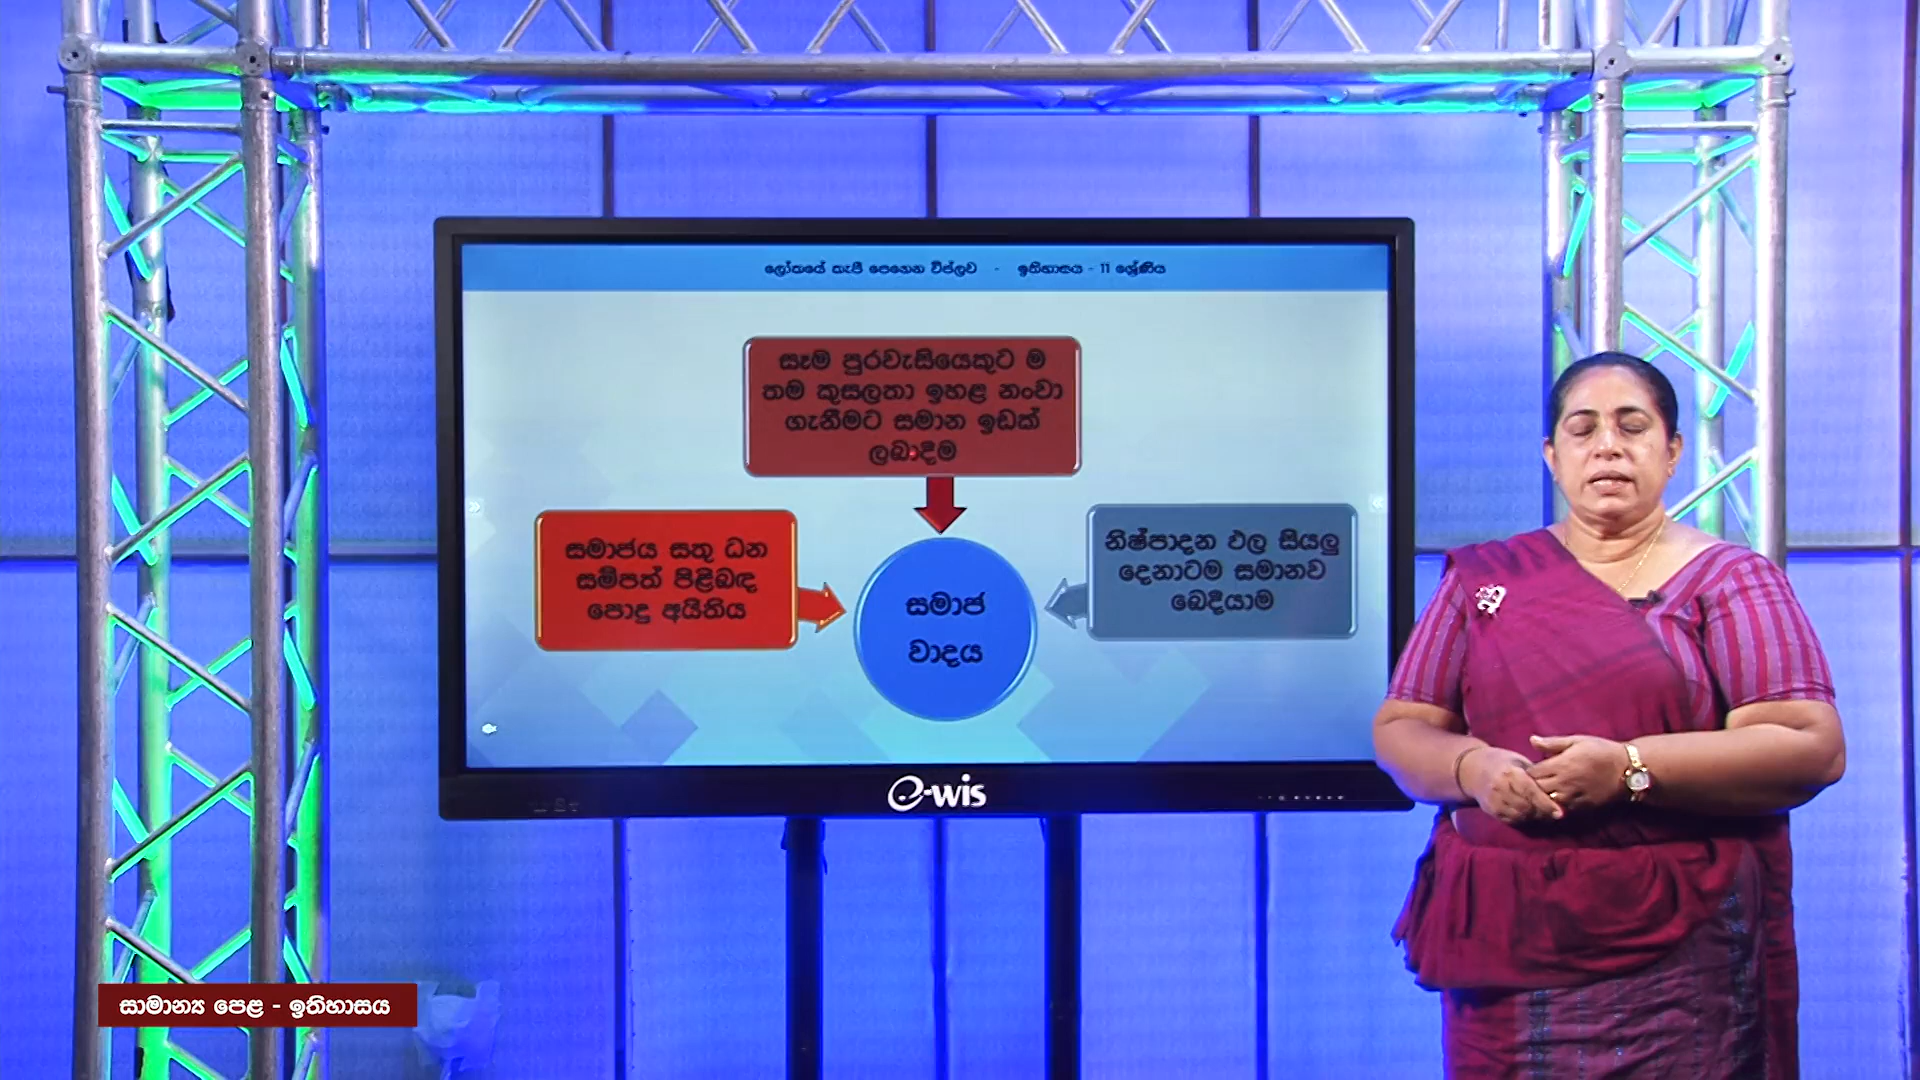 ලෝකයේ කැපී පෙනෙන විප්ලව - ඉතිහාසය - 11 ශ්‍රේණිය
සෑම පුරවැසියෙකුට ම
තම කුසලතා ඉහළ නංවා
ගැනීමට සමාන ඉඩක්
ලබාදීම
සමාජය සතු ධන
සම්පත් පිළිබඳ
පොදු අයිතිය
නිෂ්පාදන ඵල සියලු
දෙනාටම සමානව
බෙදීයාම
සමාජ
වාදය
e-wis
සාමාන්‍ය පෙළ - ඉතිහාසය